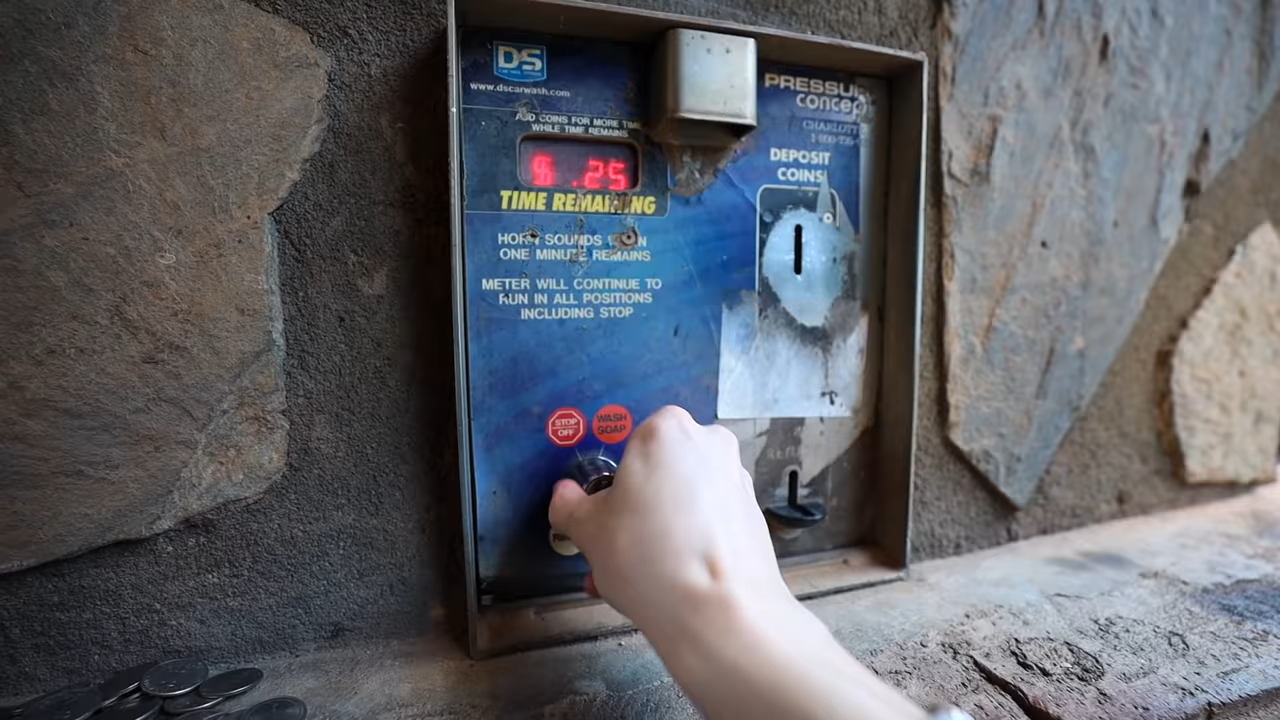 DS
www.dscarwash.com
ADD COINS FOR MORE TIME
WHILE TIME REMAINS
$ .25
TIME REMAINING
HORN SOUNDS WHEN
ONE MINUTE REMAINS
METER WILL CONTINUE TO
RUN IN ALL POSITIONS
INCLUDING STOP
STOP
OFF
WASH
SOAP
PRESSU
concep
CHARLOTT
DEPOSIT
COINS